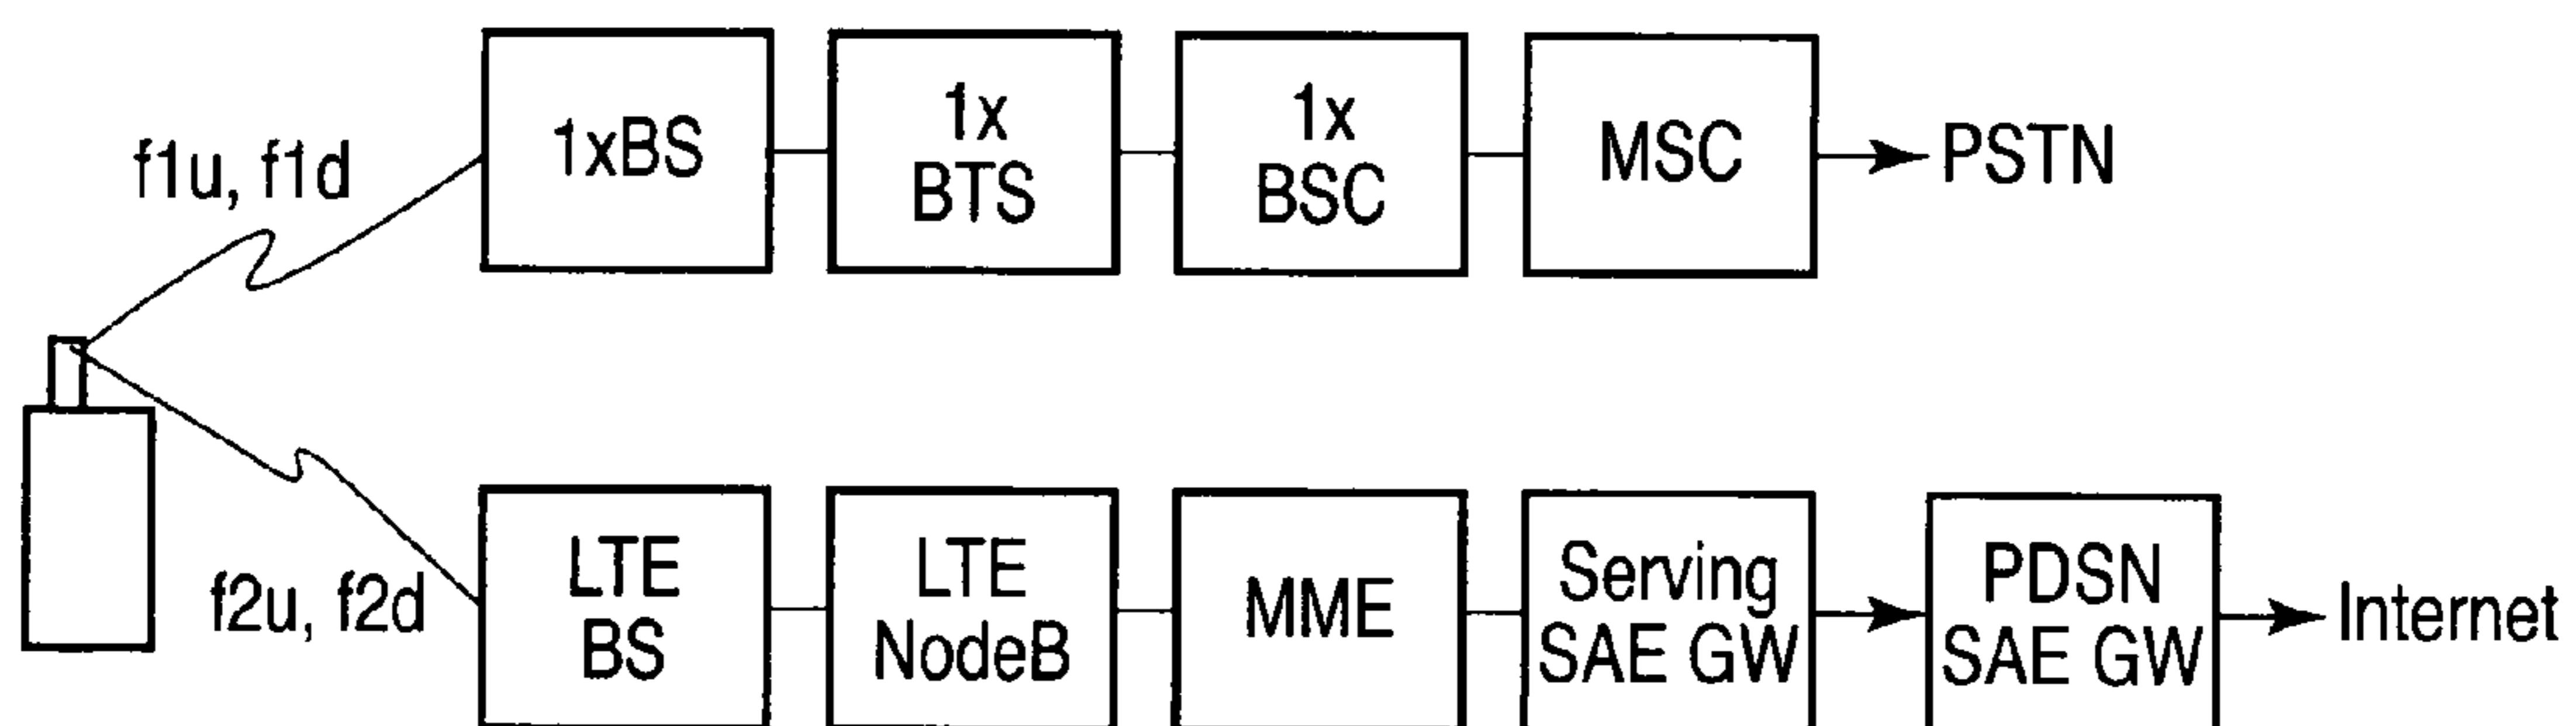 f1u, f1d
1xBS
1x
BTS
1x
BSC
MSC
PSTN
f2u, f2d
LTE
BS
LTE
NodeB
MME
Serving
SAE GW
PDSN
SAE GW
Internet